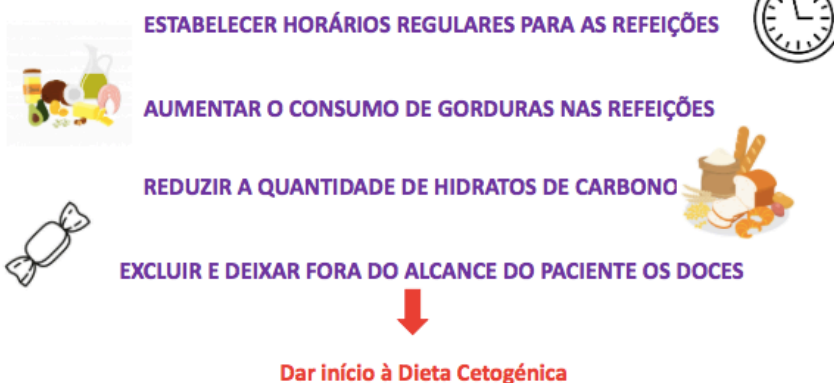 ESTABELECER HORÁRIOS REGULARES PARA AS REFEIÇÕES
AUMENTAR O CONSUMO DE GORDURAS NAS REFEIÇÕES
REDUZIR A QUANTIDADE DE HIDRATOS DE CARBONO
EXCLUIR E DEIXAR FORA DO ALCANCE DO PACIENTE OS DOCES
Dar início à Dieta Cetogénica